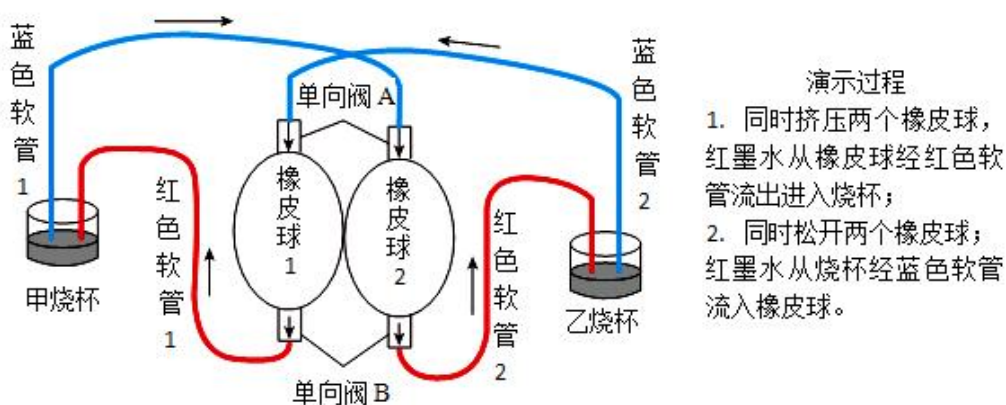 蓝色软管1
单向阀 A
蓝色软管2
红色软管1
橡皮球1
橡皮球2
红色软管2
甲烧杯
乙烧杯
单向阀 B
演示过程
1. 同时挤压两个橡皮球，
红墨水从橡皮球经红色软
管流出进入烧杯；
2. 同时松开两个橡皮球；
红墨水从烧杯经蓝色软管
流入橡皮球。